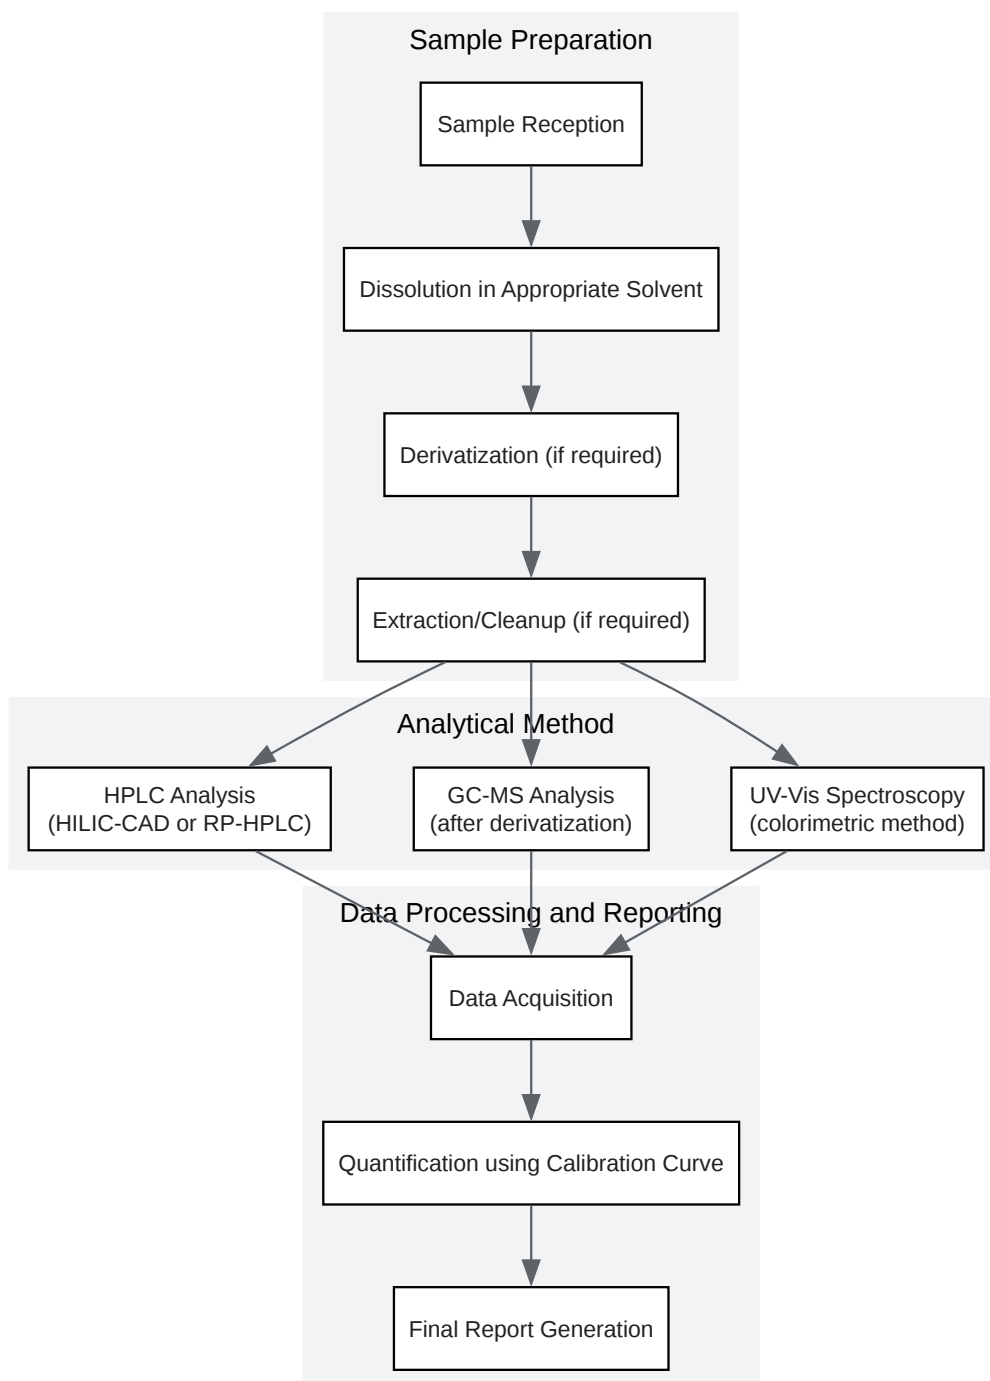 Sample Preparation
Sample Reception
Dissolution in Appropriate Solvent
Derivatization (if required)
Extraction/Cleanup (if required)
Analytical Method
HPLC Analysis
(HILIC-CAD or RP-HPLC)
GC-MS Analysis
(after derivatization)
UV-Vis Spectroscopy
(colorimetric method)
Data Processing and Reporting
Data Acquisition
Quantification using Calibration Curve
Final Report Generation